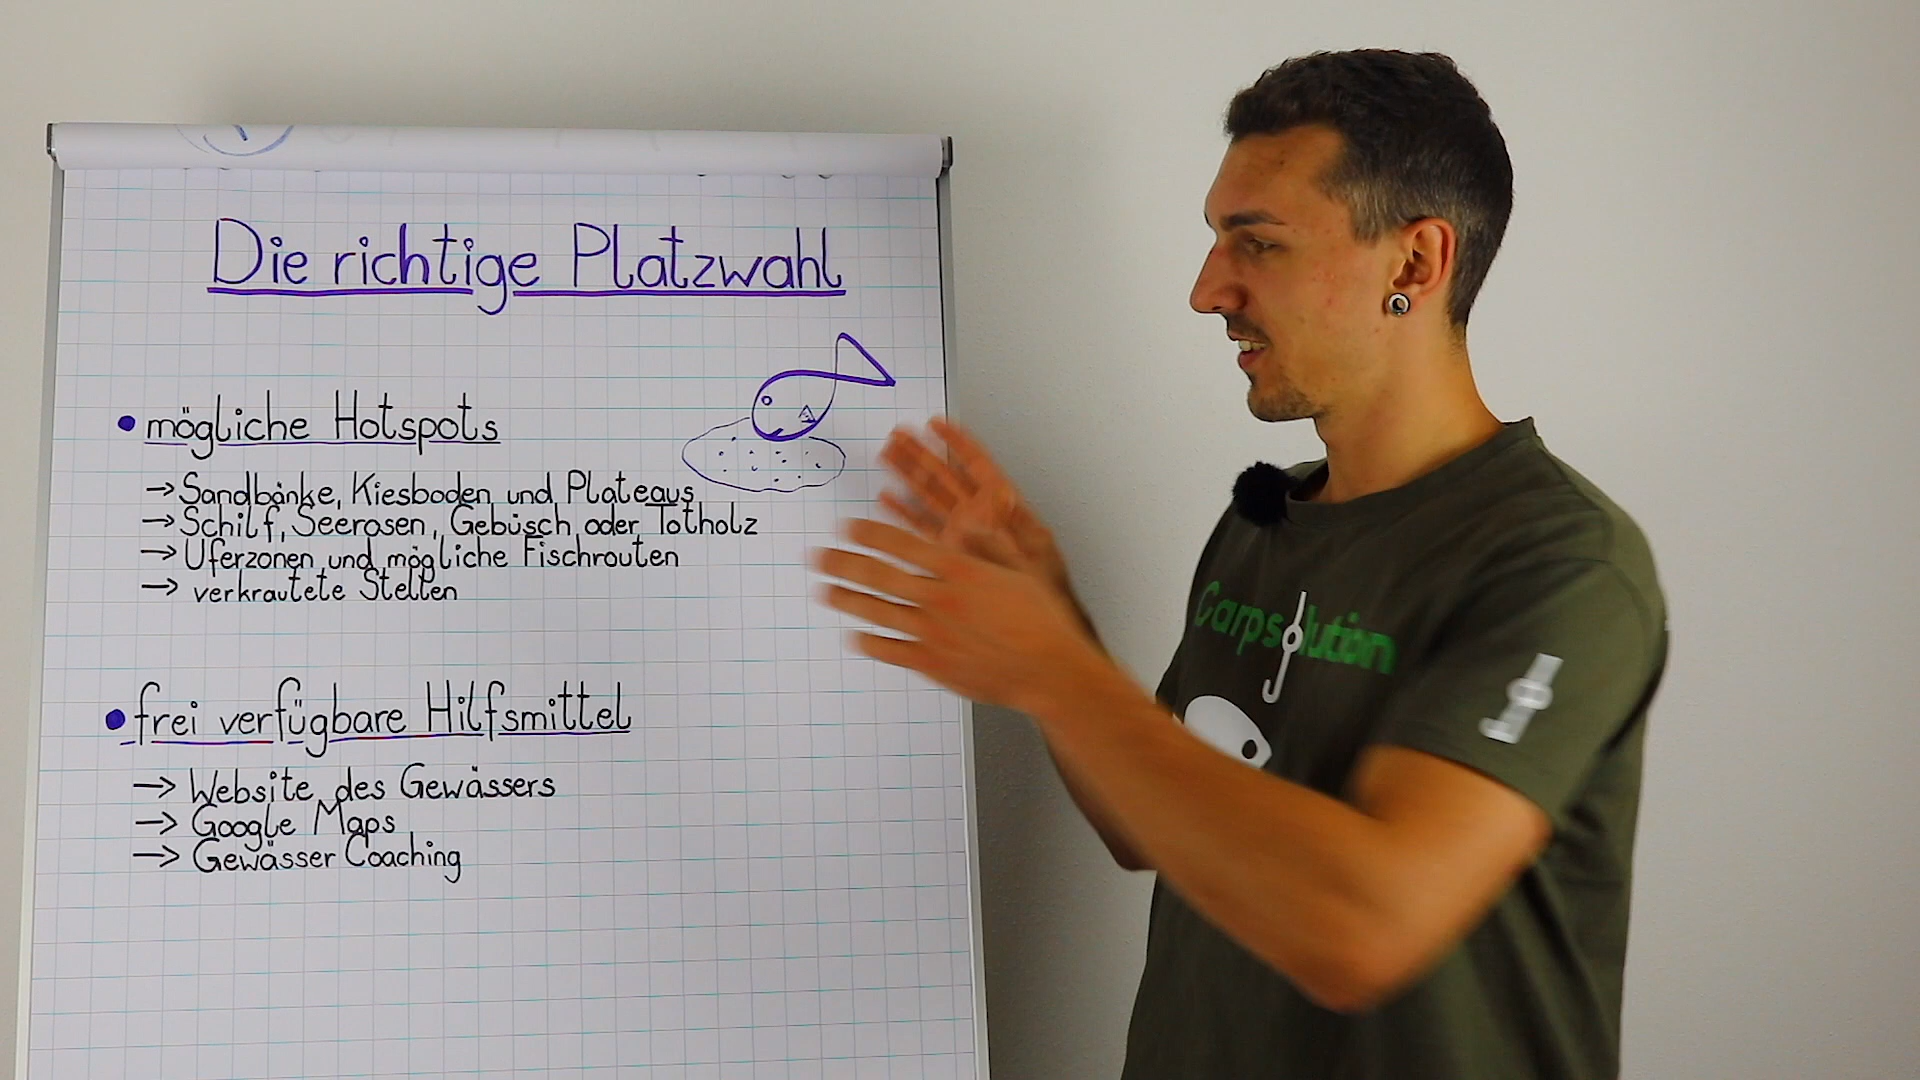 Die richtige Platzwahl
• mögliche Hotspots
→ Sandbänke, Kiesboden und Plateaus
→ Schilf, Seerosen, Gebüsch oder Totholz
→ Uferzonen und mögliche Fischrouten
→ verkrautete Stellen
• frei verfügbare Hilfsmittel
→ Website des Gewässers
→ Google Maps
→ Gewässer Coaching
Carpsolution